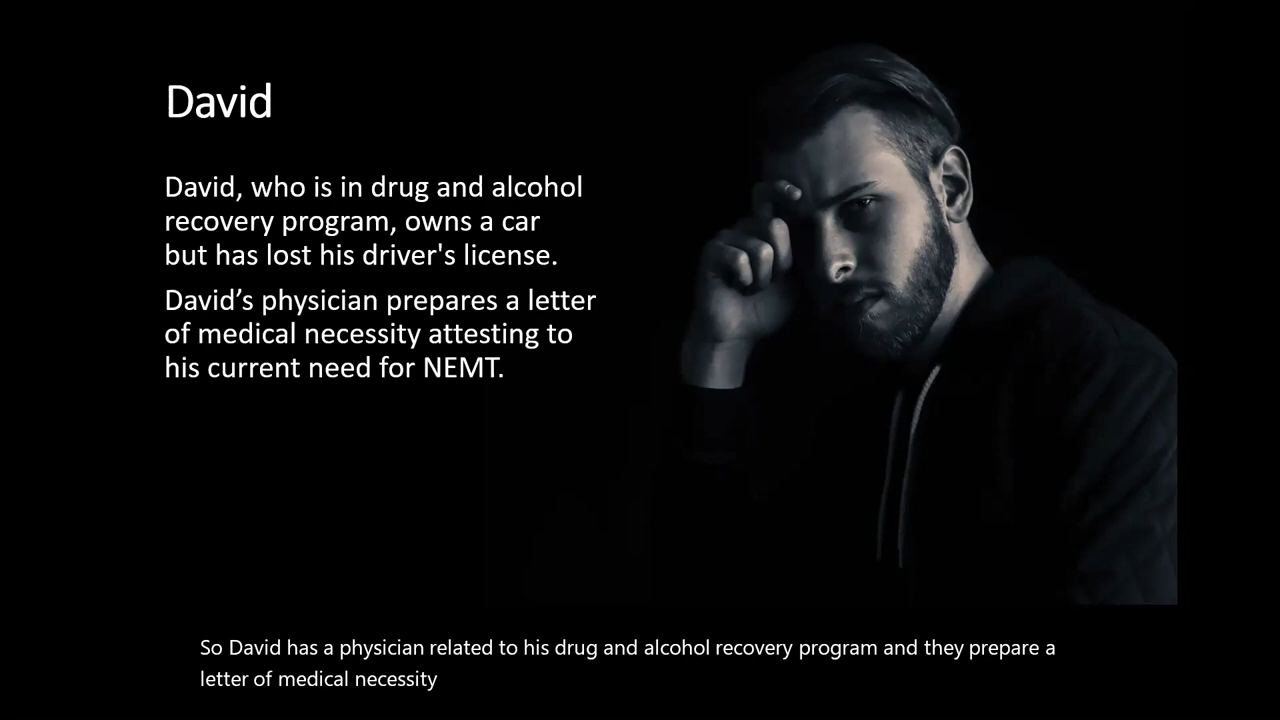 David
David, who is in drug and alcohol
recovery program, owns a car
but has lost his driver's license.
David’s physician prepares a letter
of medical necessity attesting to
his current need for NEMT.
So David has a physician related to his drug and alcohol recovery program and they prepare a
letter of medical necessity